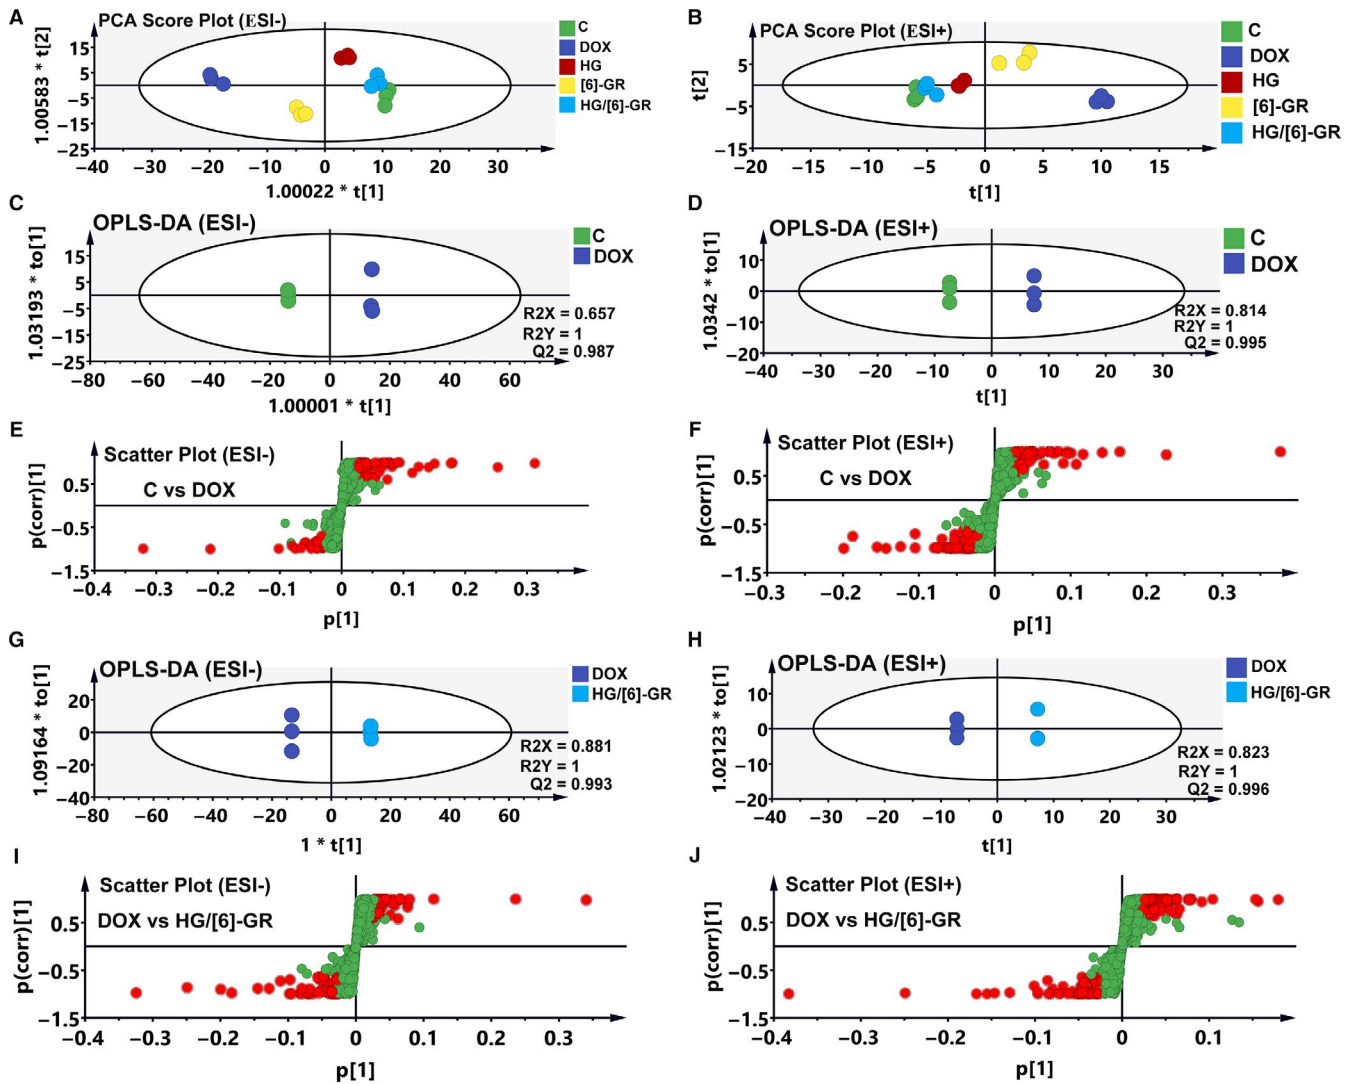 A
PCA Score Plot (ESI-)
1.00583 * t[2]
15
5
−5
−15
−25
−40 −30 −20 −10 0 10 20 30
1.00022 * t[1]
C
DOX
HG
[6]-GR
HG/[6]-GR
B
PCA Score Plot (ESI+)
t[2]
5
−5
−15
−20 −15 −10 −5 0 5 10 15
t[1]
C
DOX
HG
[6]-GR
HG/[6]-GR
C
OPLS-DA (ESI-)
1.03193 * to[1]
15
5
−5
−15
−25
−80 −60 −40 −20 0 20 40 60
1.00001 * t[1]
C
DOX
R2X = 0.657
R2Y = 1
Q2 = 0.987
D
OPLS-DA (ESI+)
1.0342 * to[1]
10
0
−10
−20
−40 −30 −20 −10 0 10 20 30
t[1]
C
DOX
R2X = 0.814
R2Y = 1
Q2 = 0.995
E
Scatter Plot (ESI-)
C vs DOX
p(corr)[1]
0.5
−0.5
−1.5
−0.4 −0.3 −0.2 −0.1 0 0.1 0.2 0.3
p[1]
F
Scatter Plot (ESI+)
C vs DOX
p(corr)[1]
0.5
−0.5
−1.5
−0.3 −0.2 −0.1 0 0.1 0.2 0.3
p[1]
G
OPLS-DA (ESI-)
1.09164 * to[1]
20
0
−20
−40
−80 −60 −40 −20 0 20 40 60
1 * t[1]
DOX
HG/[6]-GR
R2X = 0.881
R2Y = 1
Q2 = 0.993
H
OPLS-DA (ESI+)
1.02123 * to[1]
10
0
−10
−20
−40 −30 −20 −10 0 10 20 30
t[1]
DOX
HG/[6]-GR
R2X = 0.823
R2Y = 1
Q2 = 0.996
I
Scatter Plot (ESI-)
DOX vs HG/[6]-GR
p(corr)[1]
0.5
−0.5
−1.5
−0.4 −0.3 −0.2 −0.1 0 0.1 0.2 0.3
p[1]
J
Scatter Plot (ESI+)
DOX vs HG/[6]-GR
p(corr)[1]
0.5
−0.5
−1.5
−0.4 −0.3 −0.2 −0.1 0 0.1
p[1]